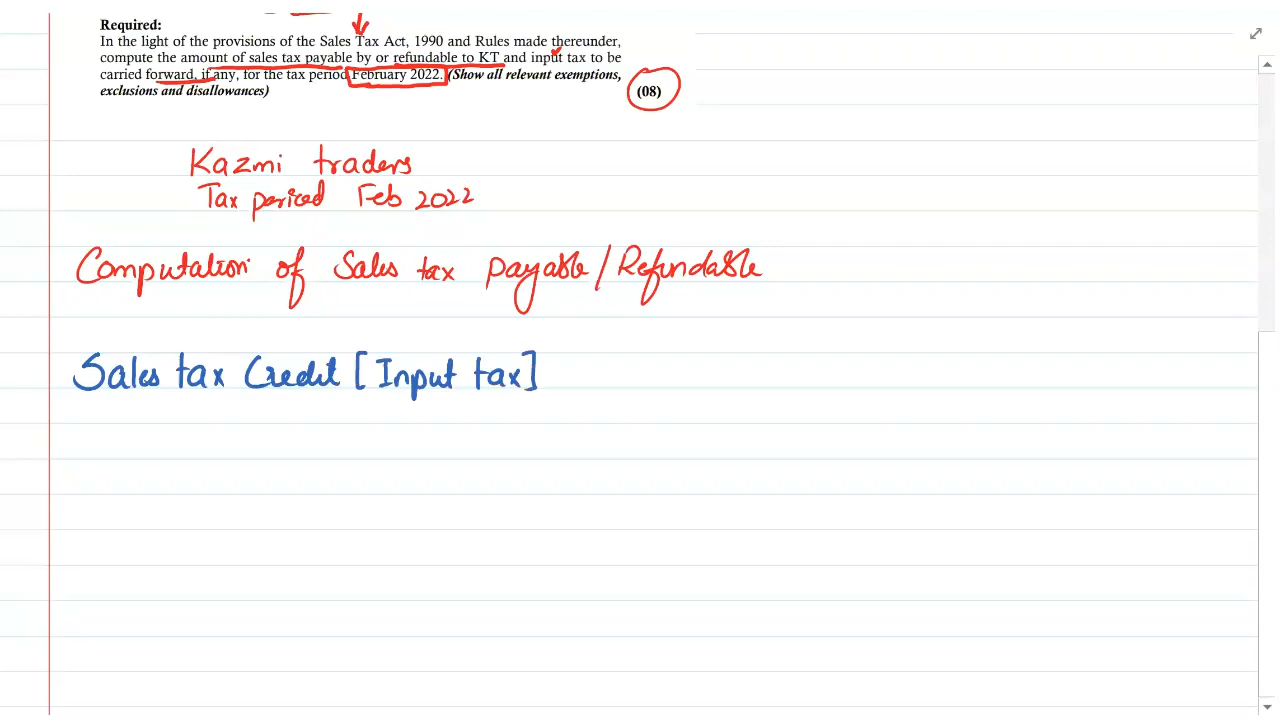 Required:
In the light of the provisions of the Sales Tax Act, 1990 and Rules made thereunder,
compute the amount of sales tax payable by or refundable to KT and input tax to be
carried forward, if any, for the tax period February 2022. (Show all relevant exemptions,
exclusions and disallowances) (08)
Kazmi traders
Tax periced Feb 2022
Computation of Sales tax payable/Refundable
Sales tax Credit [Input tax]